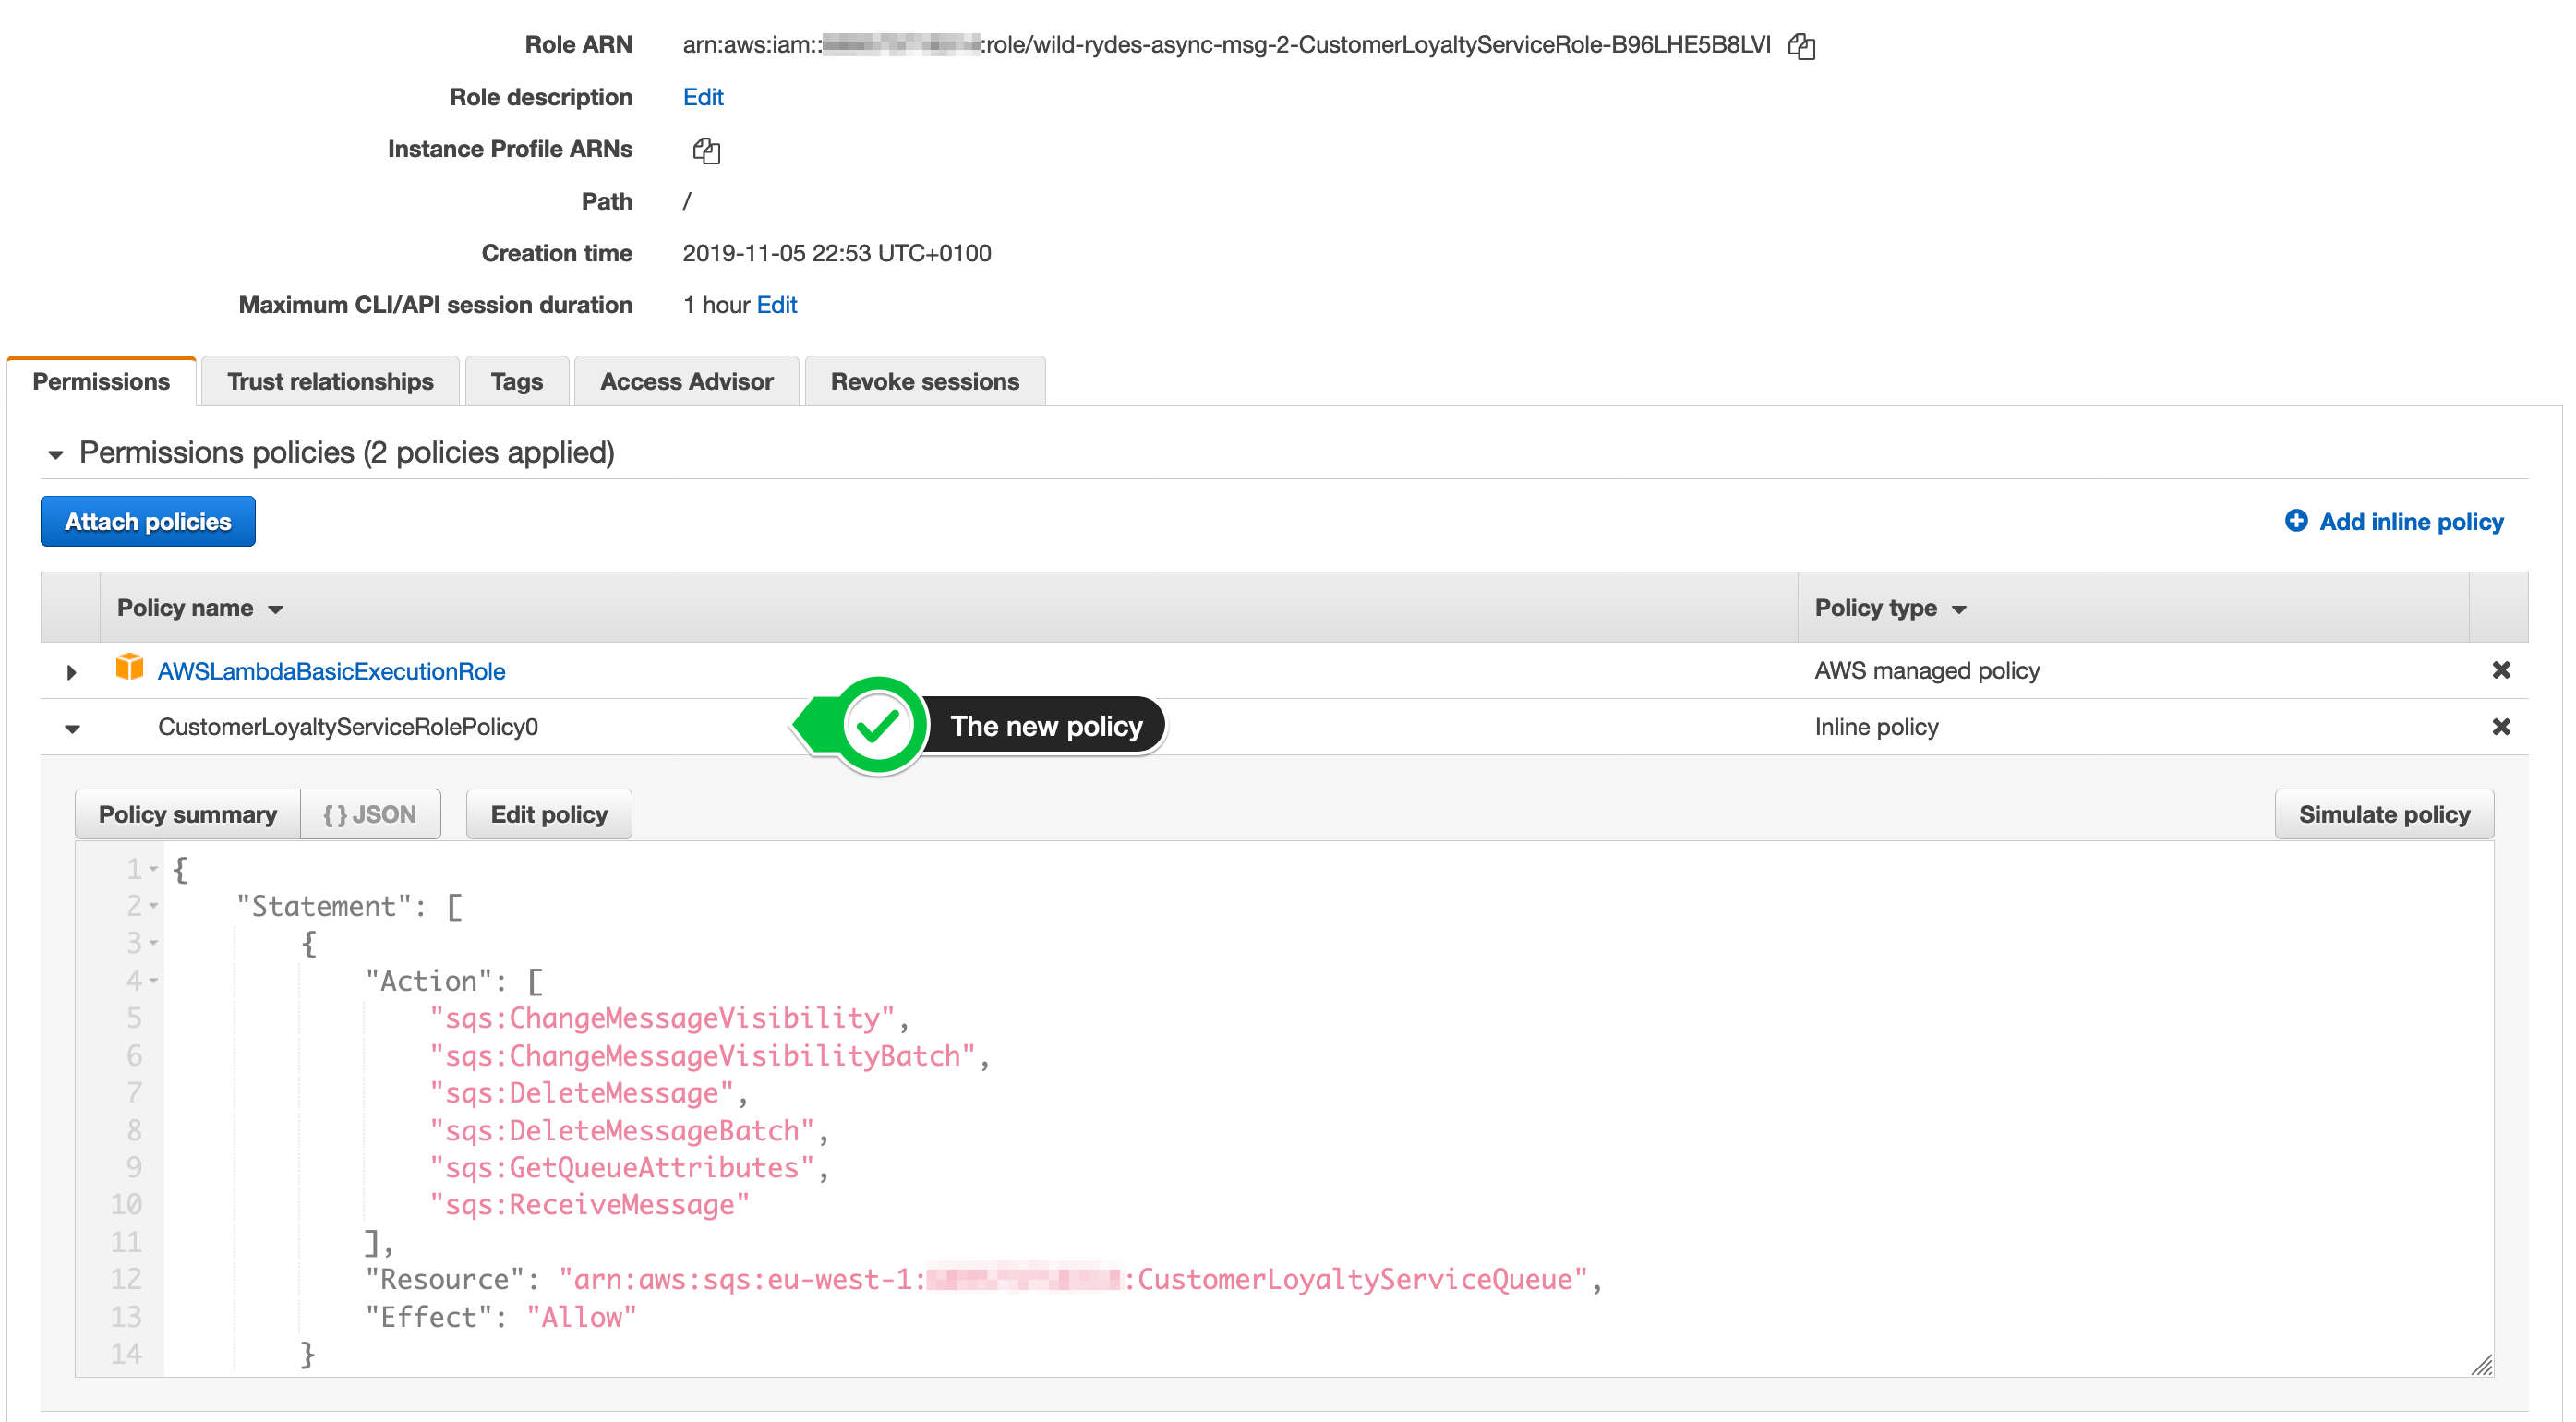 Role ARN arn:aws:iam:: :role/wild-rydes-async-msg-2-CustomerLoyaltyServiceRole-B96LHE5B8LVI
Role description Edit
Instance Profile ARNs
Path /
Creation time 2019-11-05 22:53 UTC+0100
Maximum CLI/API session duration 1 hour Edit
Permissions Trust relationships Tags Access Advisor Revoke sessions
Permissions policies (2 policies applied)
Attach policies Add inline policy
Policy name Policy type
AWSLambdaBasicExecutionRole AWS managed policy
CustomerLoyaltyServiceRolePolicy0 The new policy Inline policy
Policy summary { } JSON Edit policy Simulate policy
1 {
2 "Statement": [
3 {
4 "Action": [
5 "sqs:ChangeMessageVisibility",
6 "sqs:ChangeMessageVisibilityBatch",
7 "sqs:DeleteMessage",
8 "sqs:DeleteMessageBatch",
9 "sqs:GetQueueAttributes",
10 "sqs:ReceiveMessage"
11 ],
12 "Resource": "arn:aws:sqs:eu-west-1: :CustomerLoyaltyServiceQueue",
13 "Effect": "Allow"
14 }